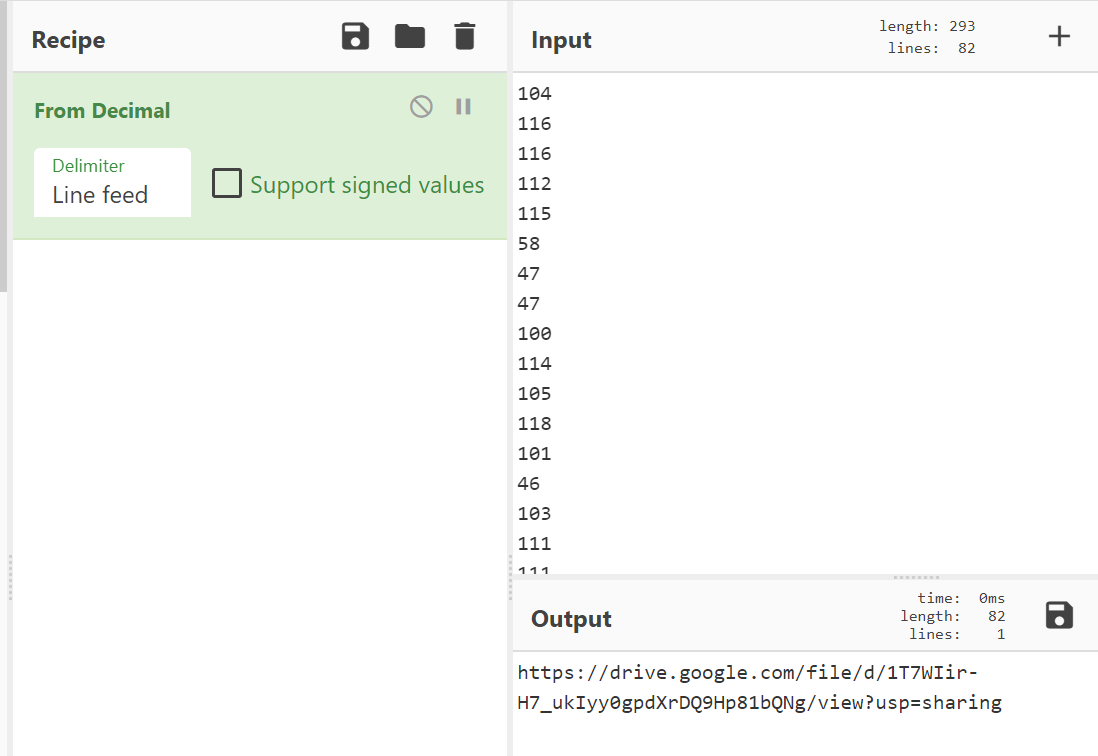 Recipe
From Decimal
Delimiter
Line feed
Support signed values
Input
length: 293
lines: 82
104
116
116
112
115
58
47
47
100
114
105
118
101
46
103
111
111
Output
time: 0ms
length: 82
lines: 1
https://drive.google.com/file/d/1T7WIir-
H7_ukIyy0gpdXrDQ9Hp81bQNg/view?usp=sharing